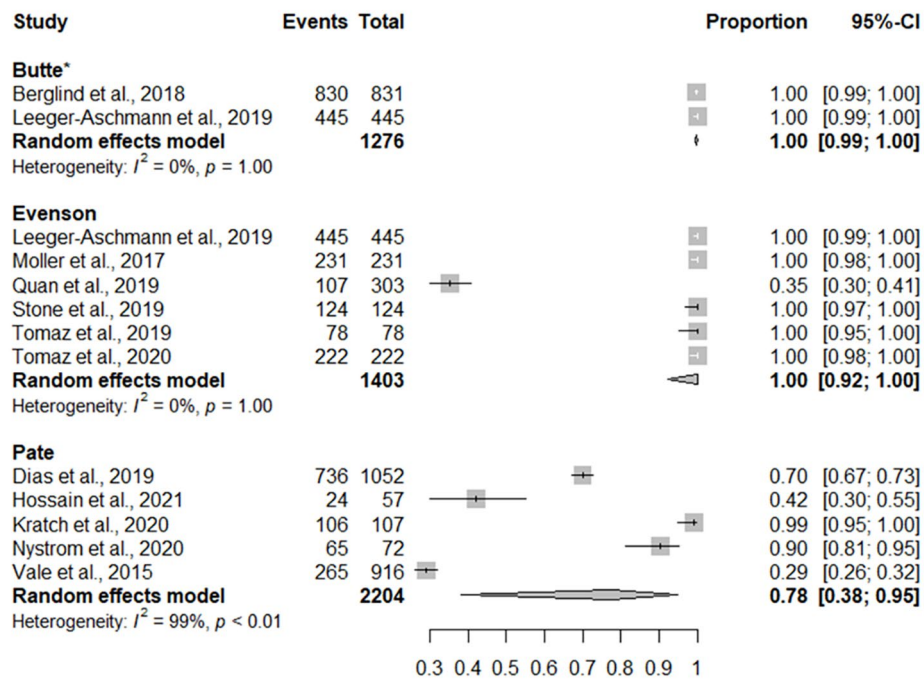 Study Events Total Proportion 95%-CI
Butte*
Berglind et al., 2018 830 831 1.00 [0.99; 1.00]
Leeger-Aschmann et al., 2019 445 445 1.00 [0.99; 1.00]
Random effects model 1276 1.00 [0.99; 1.00]
Heterogeneity: I² = 0%, p = 1.00
Evenson
Leeger-Aschmann et al., 2019 445 445 1.00 [0.99; 1.00]
Moller et al., 2017 231 231 1.00 [0.98; 1.00]
Quan et al., 2019 107 303 0.35 [0.30; 0.41]
Stone et al., 2019 124 124 1.00 [0.97; 1.00]
Tomaz et al., 2019 78 78 1.00 [0.95; 1.00]
Tomaz et al., 2020 222 222 1.00 [0.98; 1.00]
Random effects model 1403 1.00 [0.92; 1.00]
Heterogeneity: I² = 0%, p = 1.00
Pate
Dias et al., 2019 736 1052 0.70 [0.67; 0.73]
Hossain et al., 2021 24 57 0.42 [0.30; 0.55]
Kratch et al., 2020 106 107 0.99 [0.95; 1.00]
Nystrom et al., 2020 65 72 0.90 [0.81; 0.95]
Vale et al., 2015 265 916 0.29 [0.26; 0.32]
Random effects model 2204 0.78 [0.38; 0.95]
Heterogeneity: I² = 99%, p < 0.01
0.3 0.4 0.5 0.6 0.7 0.8 0.9 1